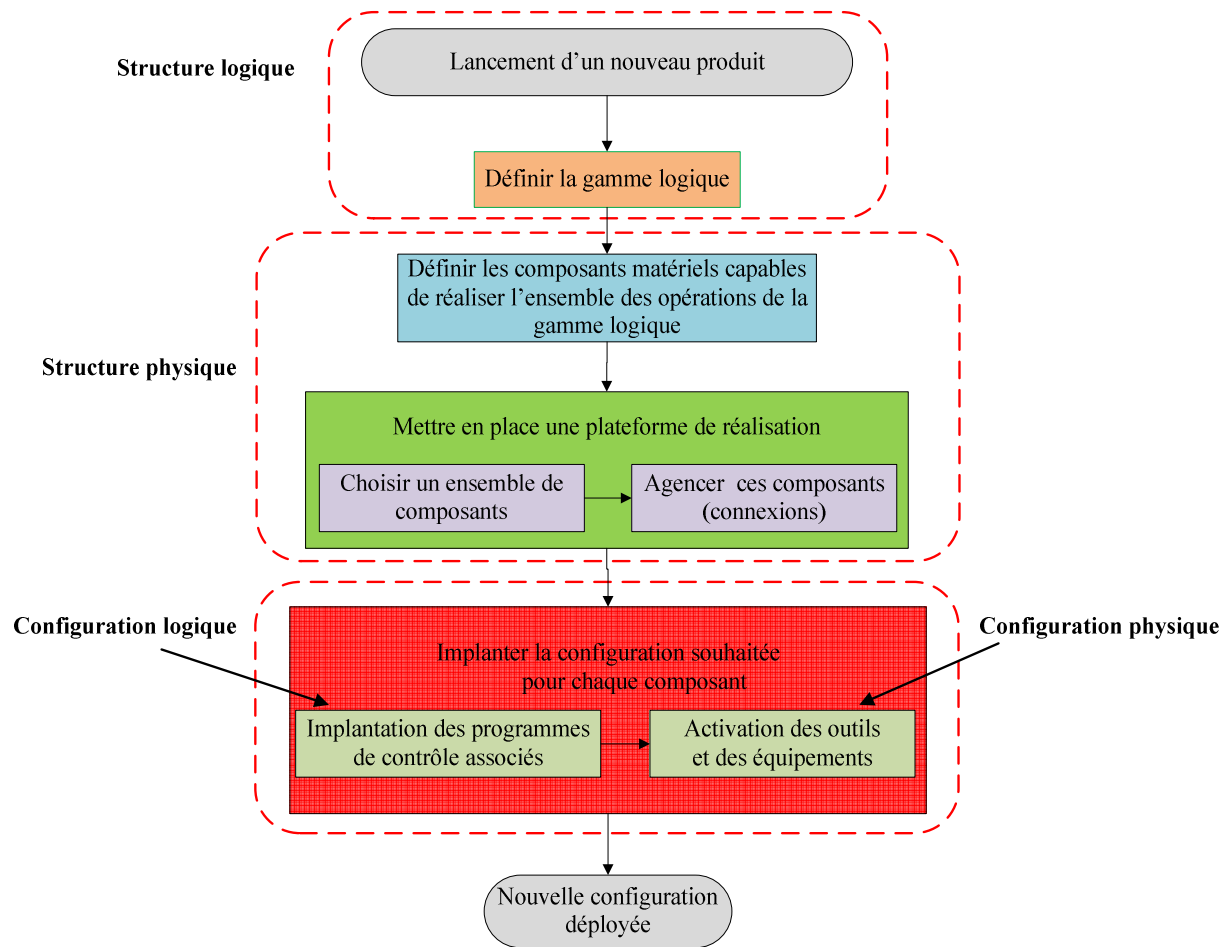 Structure logique
Lancement d’un nouveau produit
Définir la gamme logique
Structure physique
Définir les composants matériels capables
de réaliser l’ensemble des opérations de la
gamme logique
Mettre en place une plateforme de réalisation
Choisir un ensemble de
composants
Agencer ces composants
(connexions)
Configuration logique
Configuration physique
Implanter la configuration souhaitée
pour chaque composant
Implantation des programmes
de contrôle associés
Activation des outils
et des équipements
Nouvelle configuration
déployée